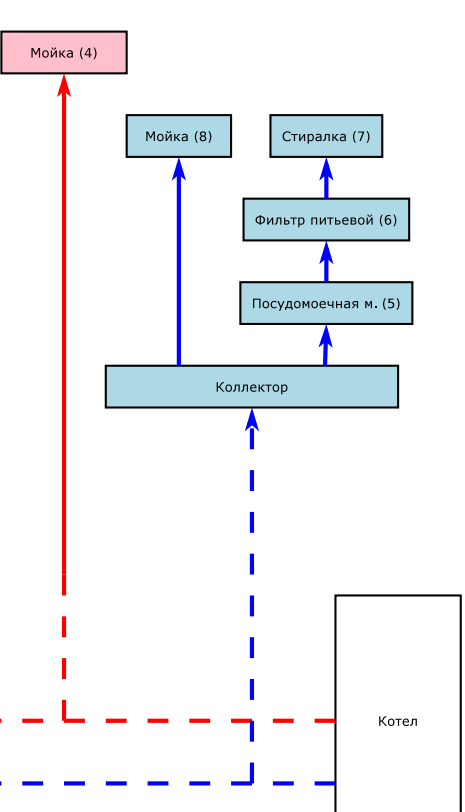 Мойка (4)
Мойка (8)
Стиралка (7)
Фильтр питьевой (6)
Посудомоечная м. (5)
Коллектор
Котел